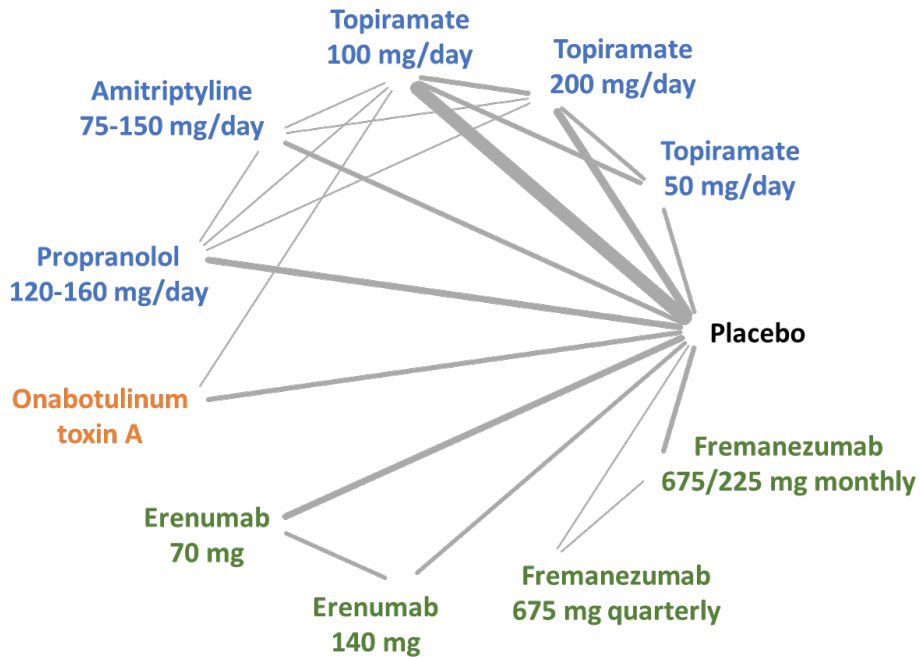 Topiramate
100 mg/day
Topiramate
200 mg/day
Amitriptyline
75-150 mg/day
Topiramate
50 mg/day
Propranolol
120-160 mg/day
Placebo
Onabotulinum
toxin A
Fremanezumab
675/225 mg monthly
Erenumab
70 mg
Fremanezumab
675 mg quarterly
Erenumab
140 mg